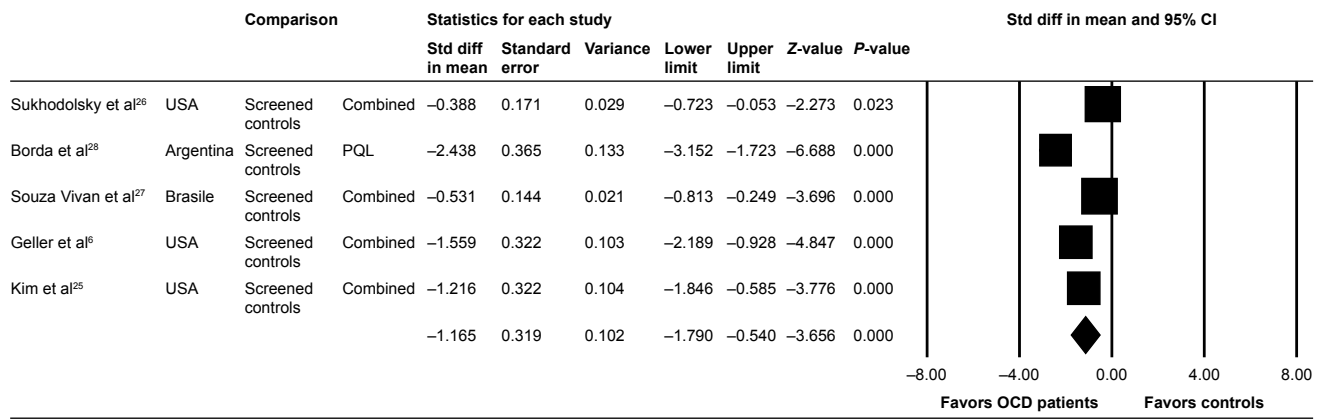 Comparison Statistics for each study Std diff in mean and 95% CI
Std diff Standard Variance Lower Upper Z-value P-value
in mean error limit limit
Sukhodolsky et al26 USA Screened Combined –0.388 0.171 0.029 –0.723 –0.053 –2.273 0.023
controls
Borda et al28 Argentina Screened PQL –2.438 0.365 0.133 –3.152 –1.723 –6.688 0.000
controls
Souza Vivan et al27 Brasile Screened Combined –0.531 0.144 0.021 –0.813 –0.249 –3.696 0.000
controls
Geller et al6 USA Screened Combined –1.559 0.322 0.103 –2.189 –0.928 –4.847 0.000
controls
Kim et al25 USA Screened Combined –1.216 0.322 0.104 –1.846 –0.585 –3.776 0.000
controls
–1.165 0.319 0.102 –1.790 –0.540 –3.656 0.000
–8.00 –4.00 0.00 4.00 8.00
Favors OCD patients Favors controls